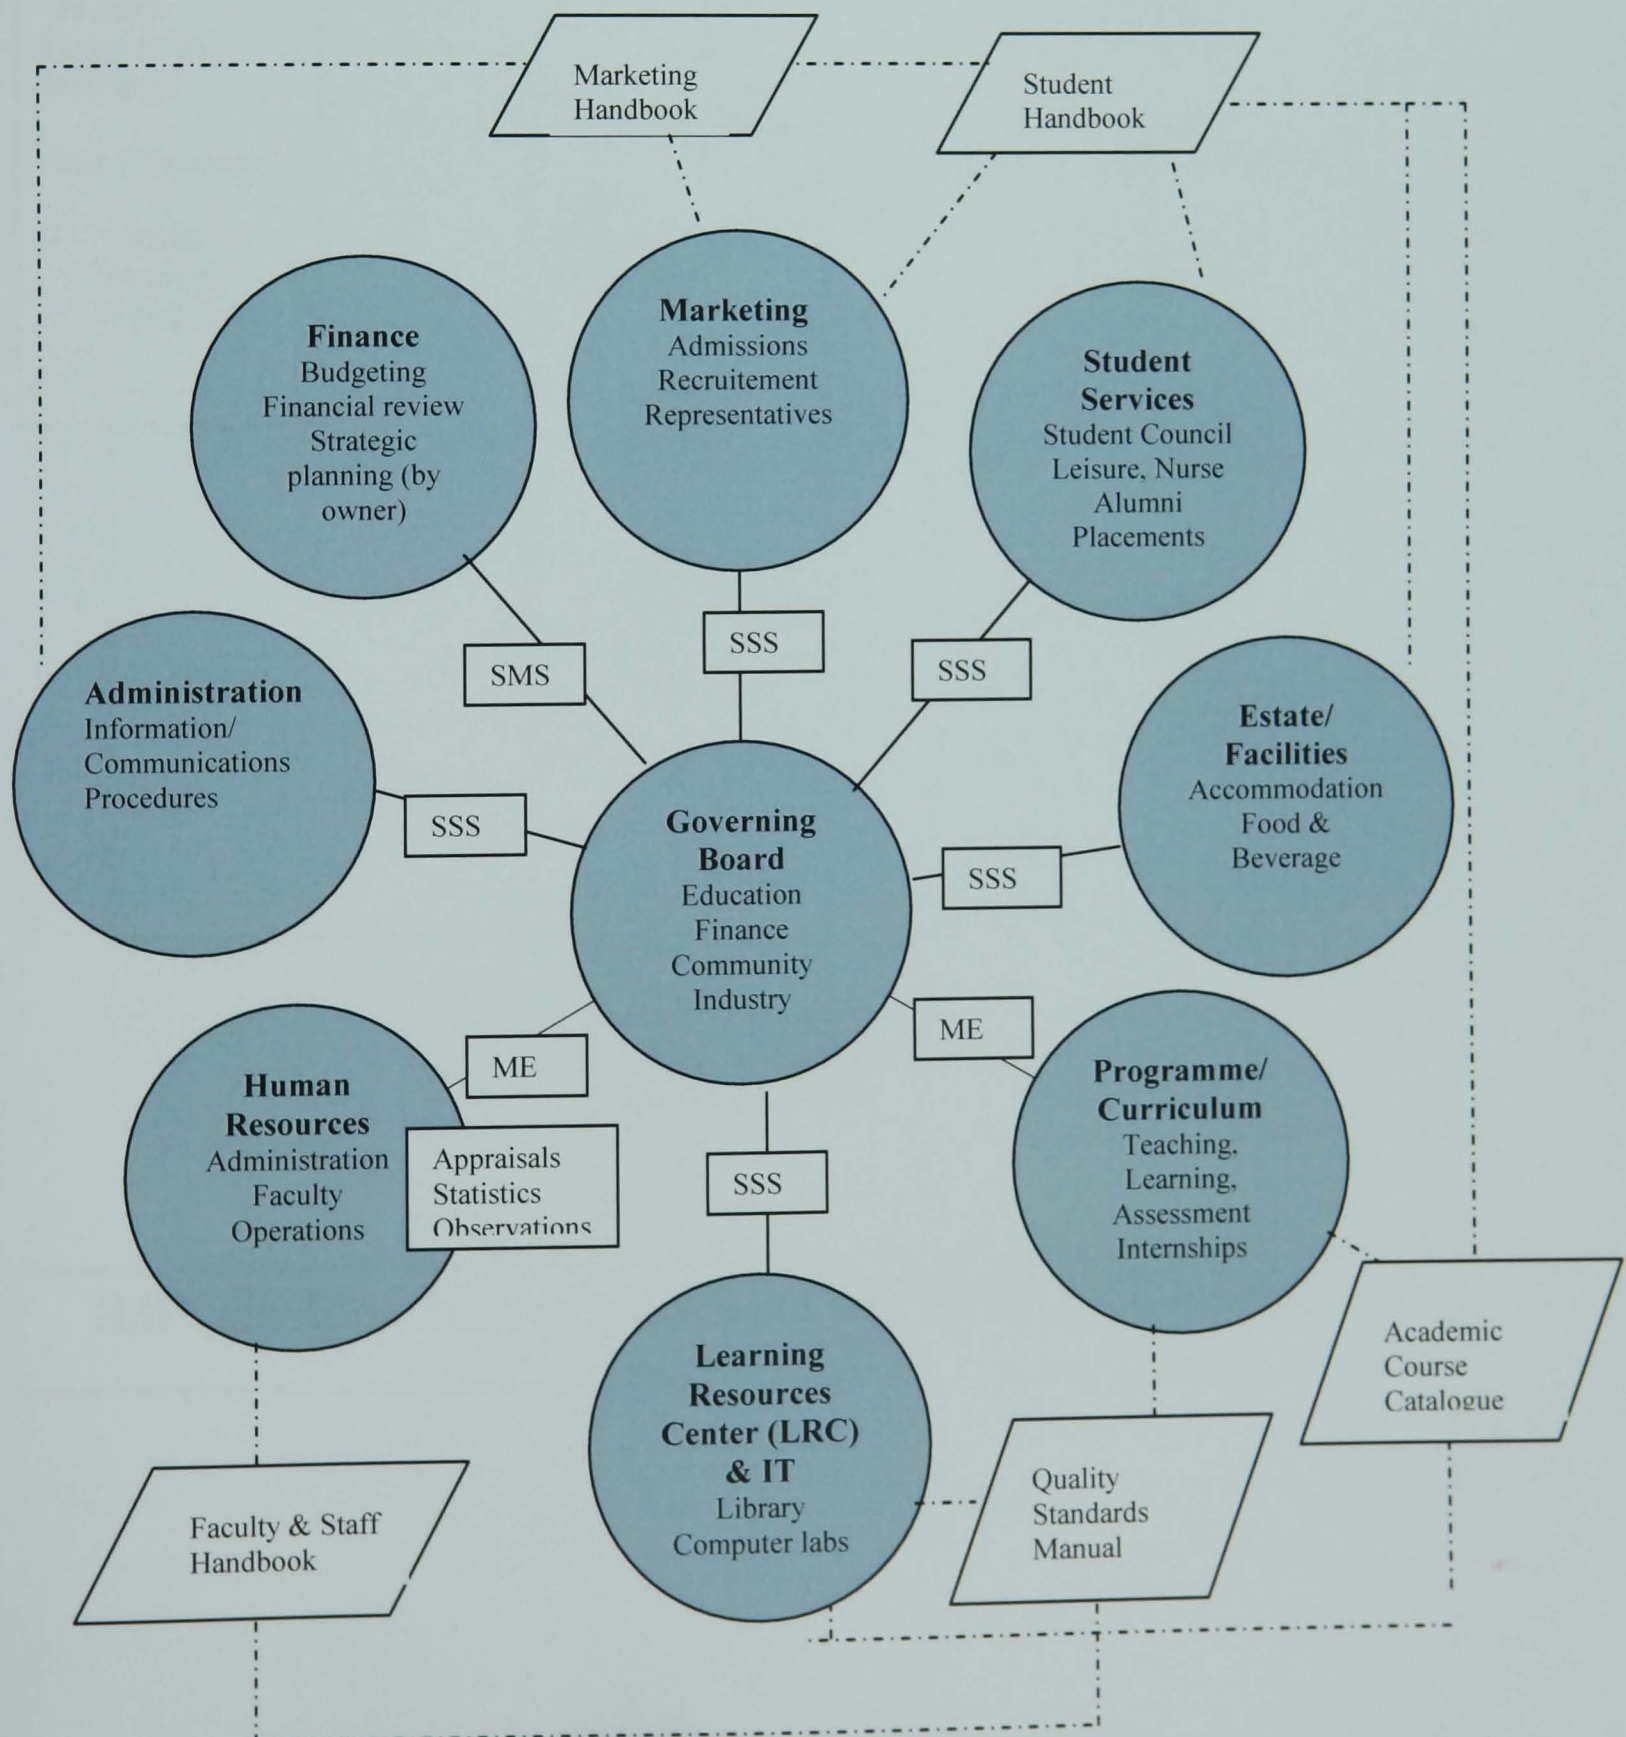 Marketing
Handbook
Student
Handbook
Finance
Budgeting
Financial review
Strategic
planning (by
owner)
Marketing
Admissions
Recruitement
Representatives
Student
Services
Student Council
Leisure, Nurse
Alumni
Placements
SMS
SSS
SSS
Administration
Information/
Communications
Procedures
SSS
Governing
Board
Education
Finance
Community
Industry
SSS
Estate/
Facilities
Accommodation
Food &
Beverage
ME
ME
Human
Resources
Administration
Faculty
Operations
Appraisals
Statistics
Observations
SSS
Programme/
Curriculum
Teaching,
Learning,
Assessment
Internships
Learning
Resources
Center (LRC)
& IT
Library
Computer labs
Academic
Course
Catalogue
Quality
Standards
Manual
Faculty & Staff
Handbook